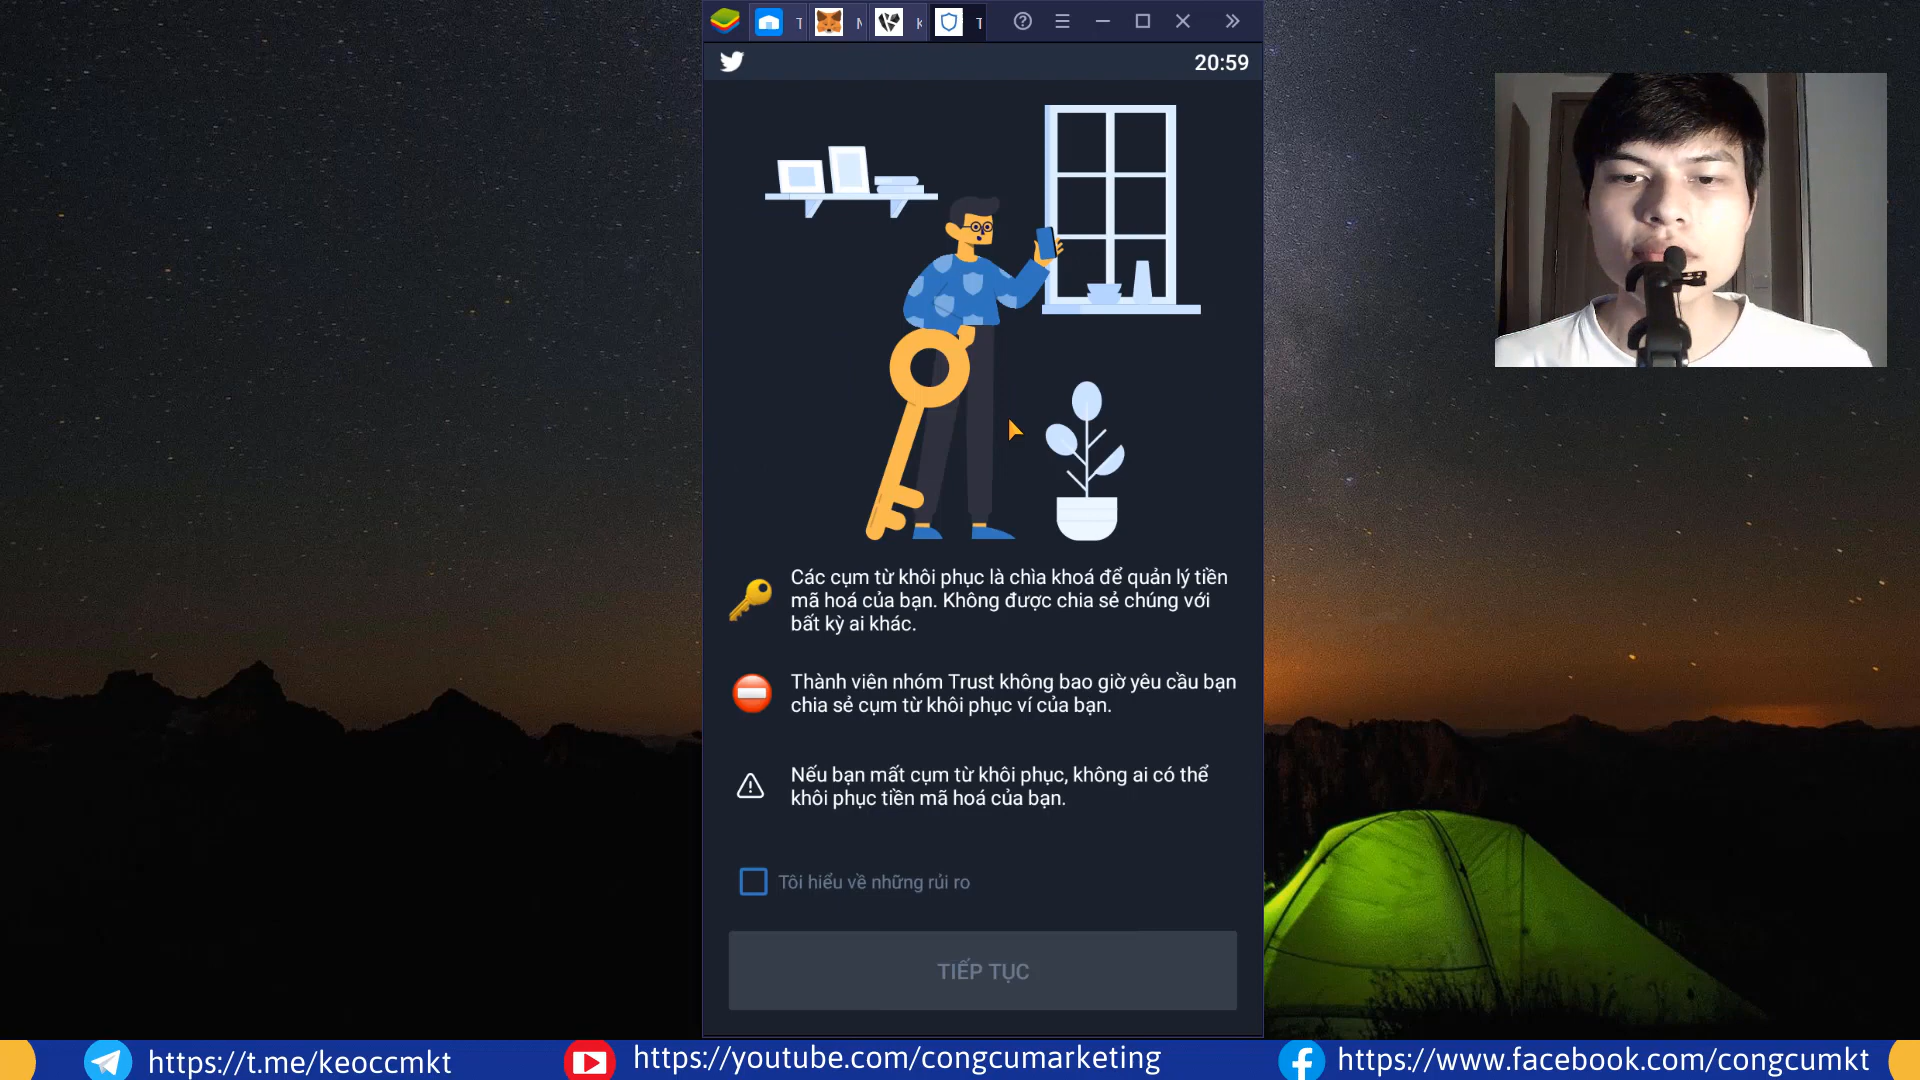 20:59
Các cụm từ khôi phục là chìa khoá để quản lý tiền
mã hoá của bạn. Không được chia sẻ chúng với
bất kỳ ai khác.
Thành viên nhóm Trust không bao giờ yêu cầu bạn
chia sẻ cụm từ khôi phục ví của bạn.
Nếu bạn mất cụm từ khôi phục, không ai có thể
khôi phục tiền mã hoá của bạn.
Tôi hiểu về những rủi ro
TIẾP TỤC
https://t.me/keoccmkt
https://youtube.com/congcumarketing
https://www.facebook.com/congcumkt